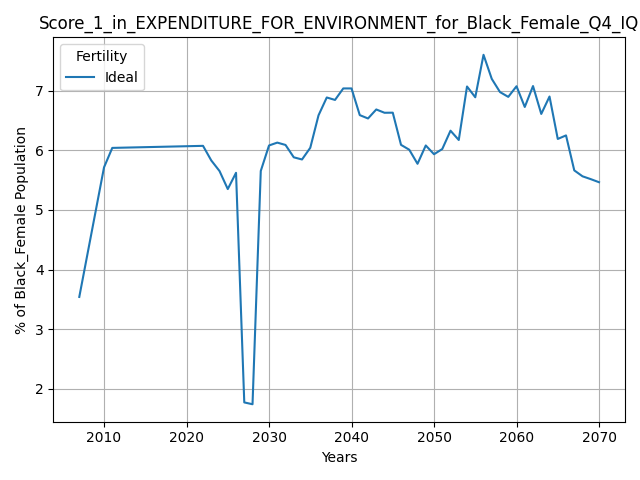 Score_1_in_EXPENDITURE_FOR_ENVIRONMENT_for_Black_Female_Q4_IQ
Fertility
Ideal
% of Black_Female Population
7
6
5
4
3
2
2010 2020 2030 2040 2050 2060 2070
Years